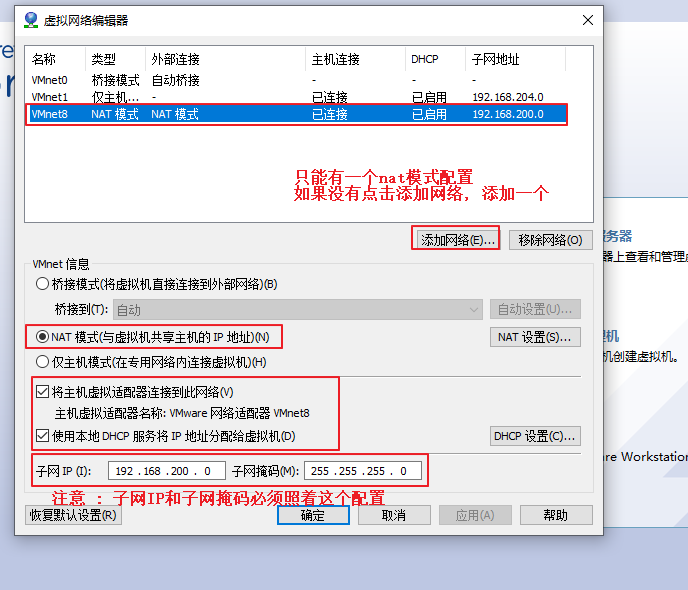 虚拟网络编辑器
名称 类型 外部连接 主机连接 DHCP 子网地址
VMnet0 桥接模式 自动桥接 - - -
VMnet1 仅主机... - 已连接 已启用 192.168.204.0
VMnet8 NAT 模式 NAT 模式 已连接 已启用 192.168.200.0
只能有一个nat模式配置
如果没有点击添加网络, 添加一个
添加网络(E)... 移除网络(O)
VMnet 信息
桥接模式(将虚拟机直接连接到外部网络)(B)
桥接到(T): 自动 自动设置(U)...
NAT 模式(与虚拟机共享主机的 IP 地址)(N) NAT 设置(S)...
仅主机模式(在专用网络内连接虚拟机)(H)
将主机虚拟适配器连接到此网络(V)
主机虚拟适配器名称: VMware 网络适配器 VMnet8
使用本地 DHCP 服务将 IP 地址分配给虚拟机(D) DHCP 设置(C)...
子网 IP (I): 192 .168 .200 . 0 子网掩码(M): 255 .255 .255 . 0
注意 : 子网IP和子网掩码必须照着这个配置
恢复默认设置(R) 确定 取消 应用(A) 帮助
务器
器上查看和管理虚
机
机创建虚拟机。
re Workstation